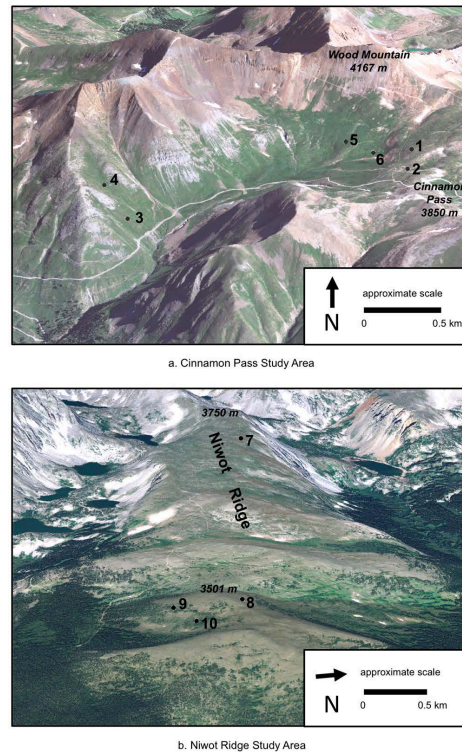 Wood Mountain
4167 m
5
1
6
2
4
Cinnamon
Pass
3850 m
3
approximate scale
N
0
0.5 km
a. Cinnamon Pass Study Area
3750 m
7
Niwot Ridge
3501 m
9
8
10
approximate scale
N
0
0.5 km
b. Niwot Ridge Study Area